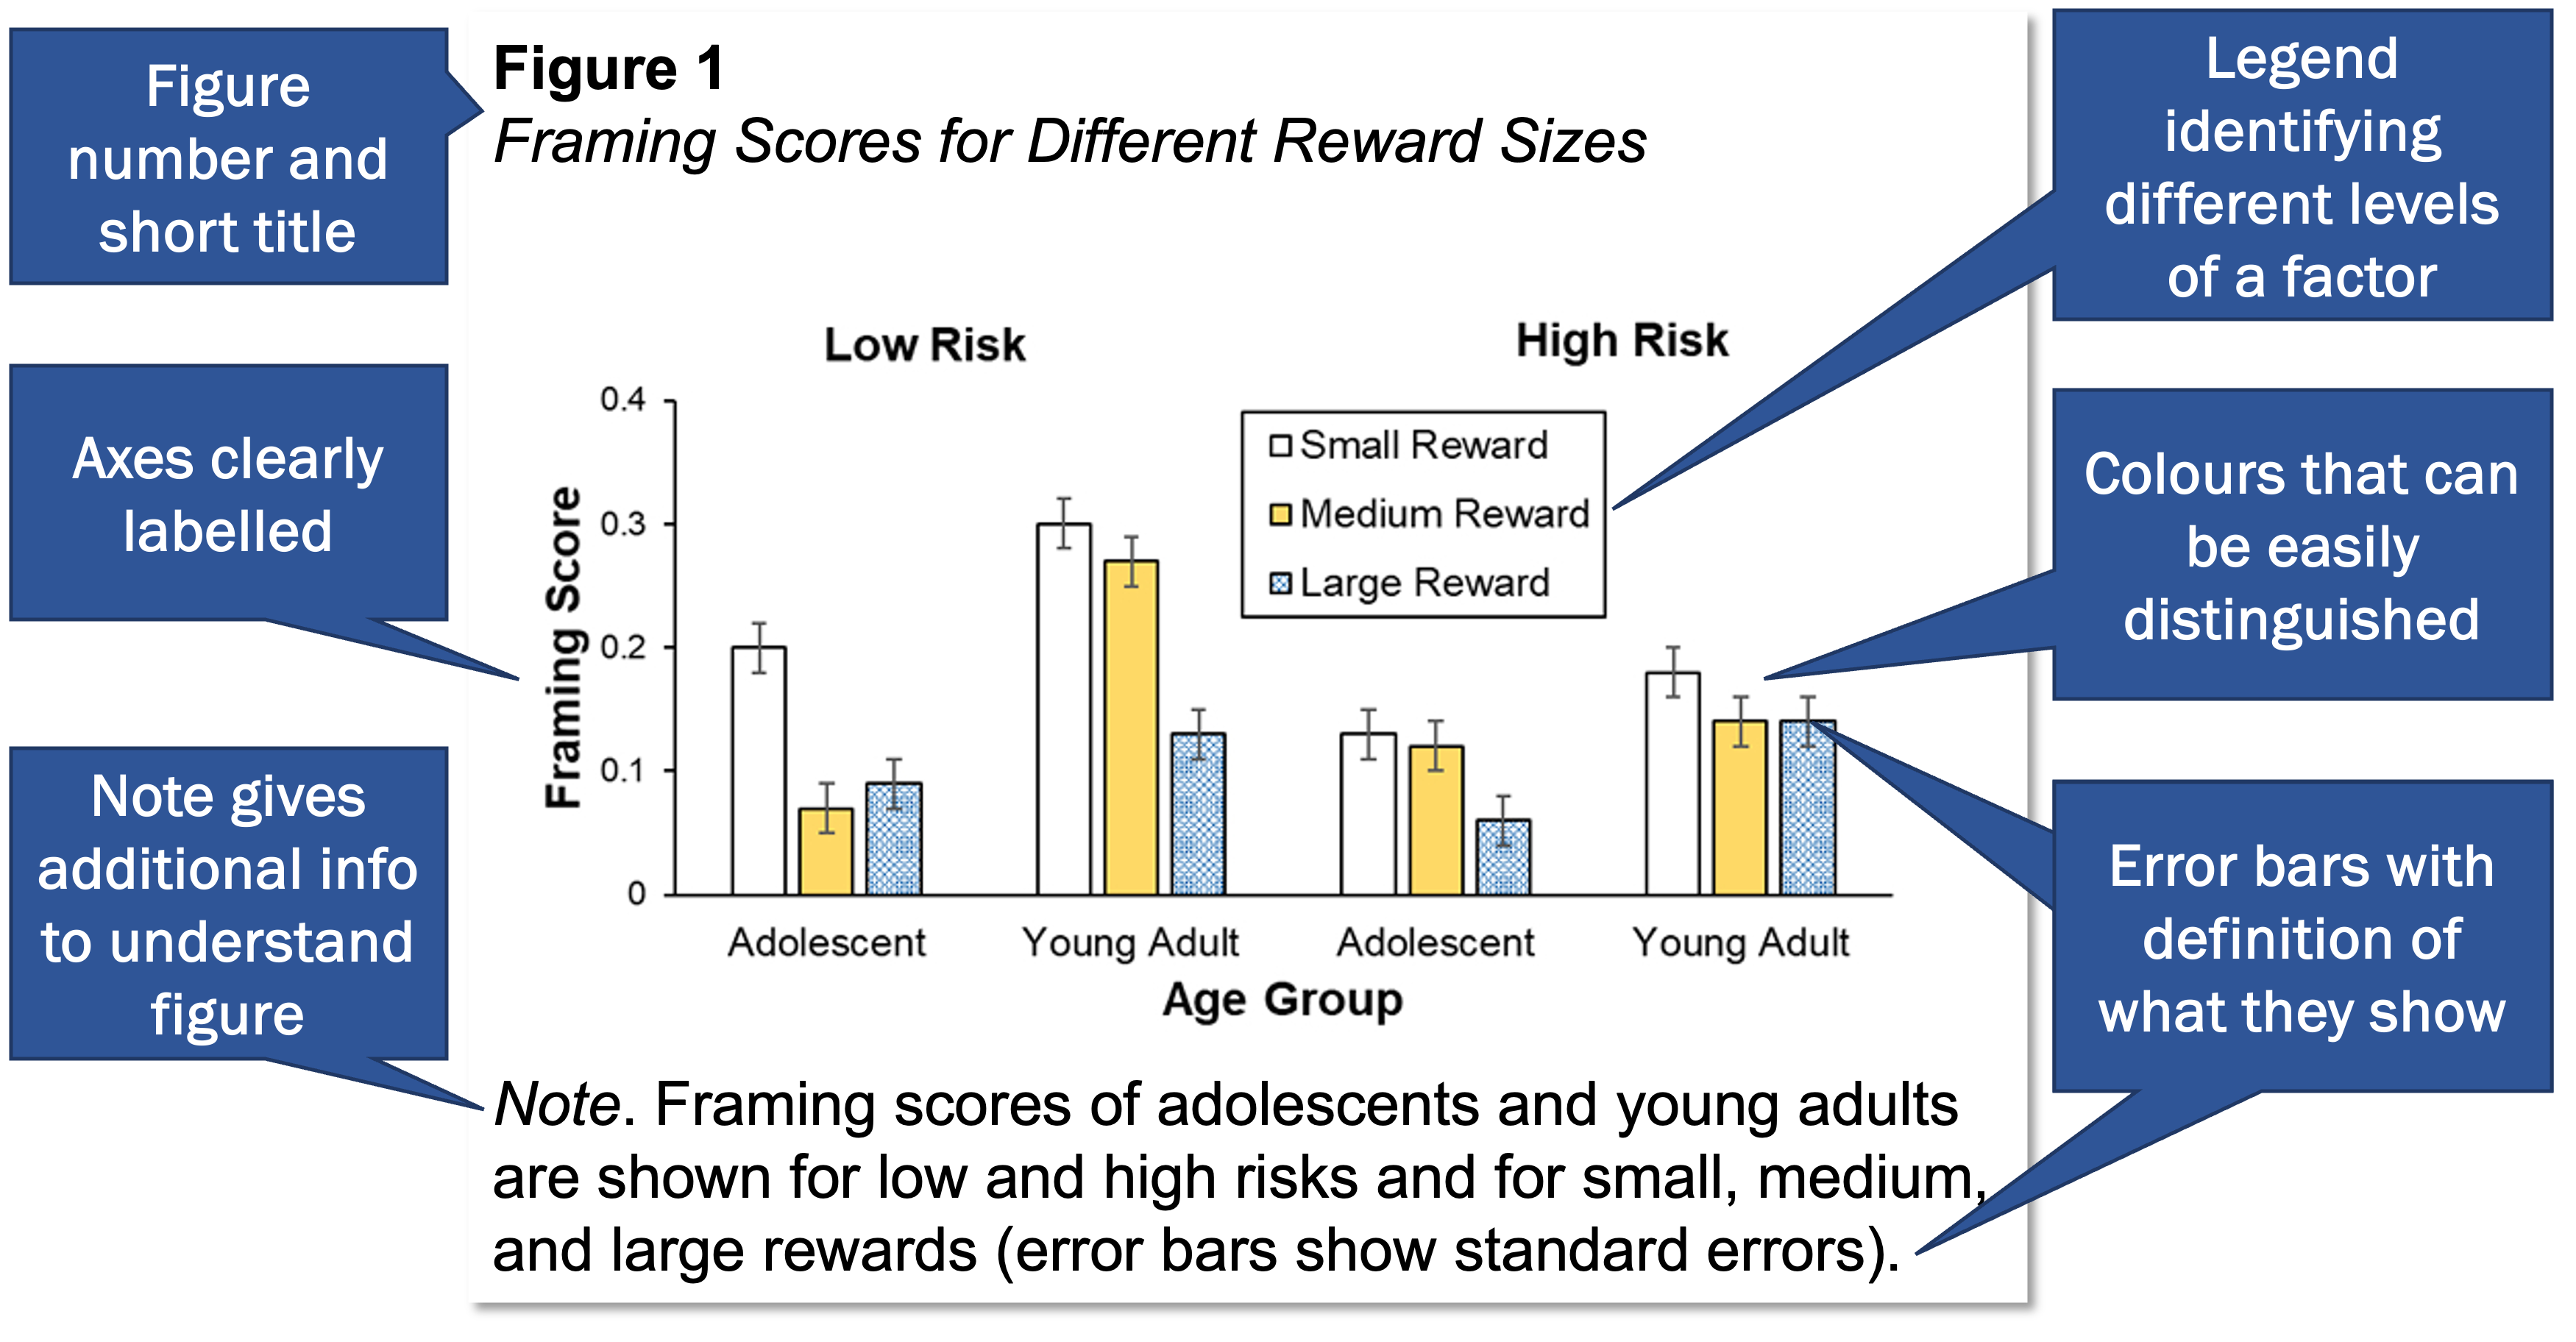 Figure
number and
short title
Axes clearly
labelled
Note gives
additional info
to understand
figure
Figure 1
Framing Scores for Different Reward Sizes
Low Risk
High Risk
Framing Score
0.4
0.3
0.2
0.1
0
Small Reward
Medium Reward
Large Reward
Adolescent
Young Adult
Adolescent
Young Adult
Age Group
Note. Framing scores of adolescents and young adults
are shown for low and high risks and for small, medium,
and large rewards (error bars show standard errors).
Legend
identifying
different levels
of a factor
Colours that can
be easily
distinguished
Error bars with
definition of
what they show